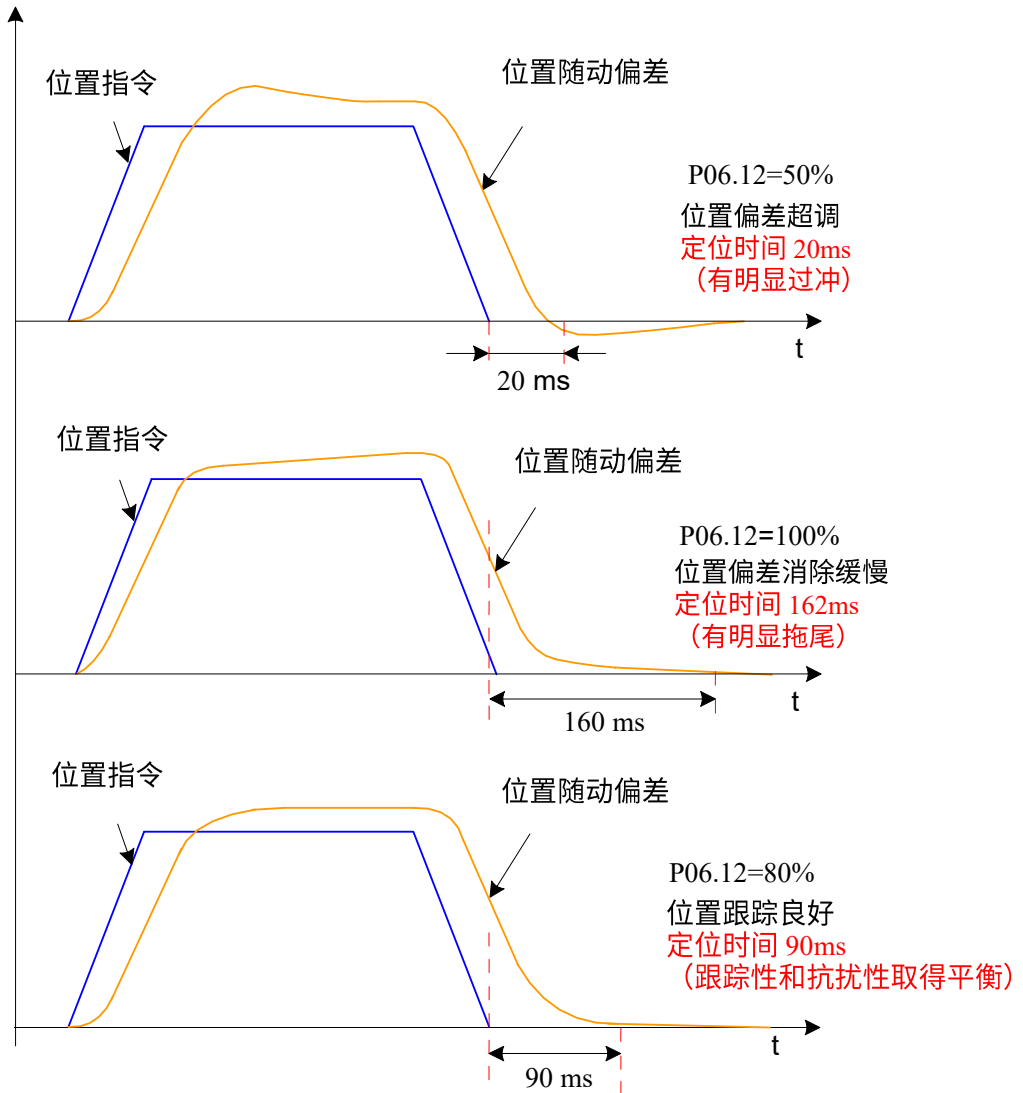 位置指令
位置随动偏差
P06.12=50%
位置偏差超调
定位时间 20ms
（有明显过冲）
t
20 ms
位置指令
位置随动偏差
P06.12=100%
位置偏差消除缓慢
定位时间 162ms
（有明显拖尾）
t
160 ms
位置指令
位置随动偏差
P06.12=80%
位置跟踪良好
定位时间 90ms
（跟踪性和抗扰性取得平衡）
t
90 ms